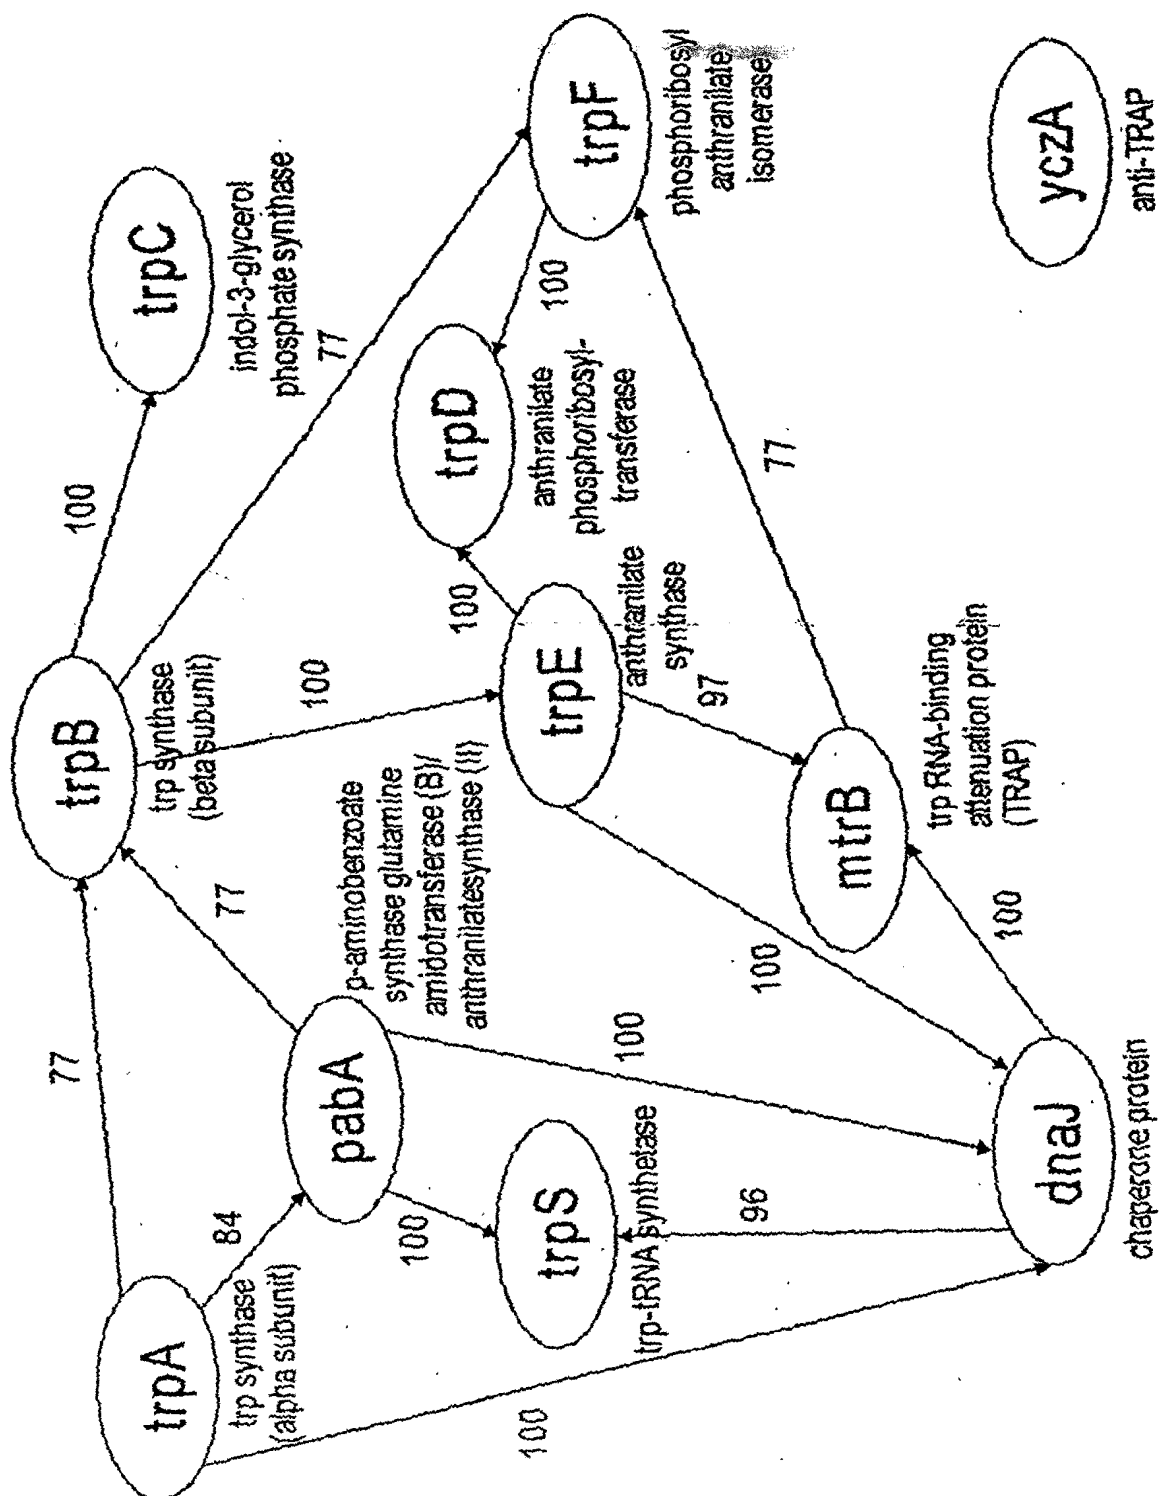 trpB
77
100
trpA
trpC
trp synthase
(beta subunit)
84
77
trp synthase
(alpha subunit)
indol-3-glycerol
phosphate synthase
100
77
pabA
p-aminobenzoate
synthase glutamine
amidotransferase (B)/
anthranilatesynthase (II)
trpD
100
100
100
trpS
trpE
anthranilate
phosphoribosyl-
transferase
trpF
100
100
trp-tRNA synthetase
anthranilate
synthase
97
phosphoribosyl
anthranilate
isomerase
96
100
77
mtrB
100
trp RNA-binding
attenuation protein
(TRAP)
dnaJ
yczA
chaperone protein
anti-TRAP